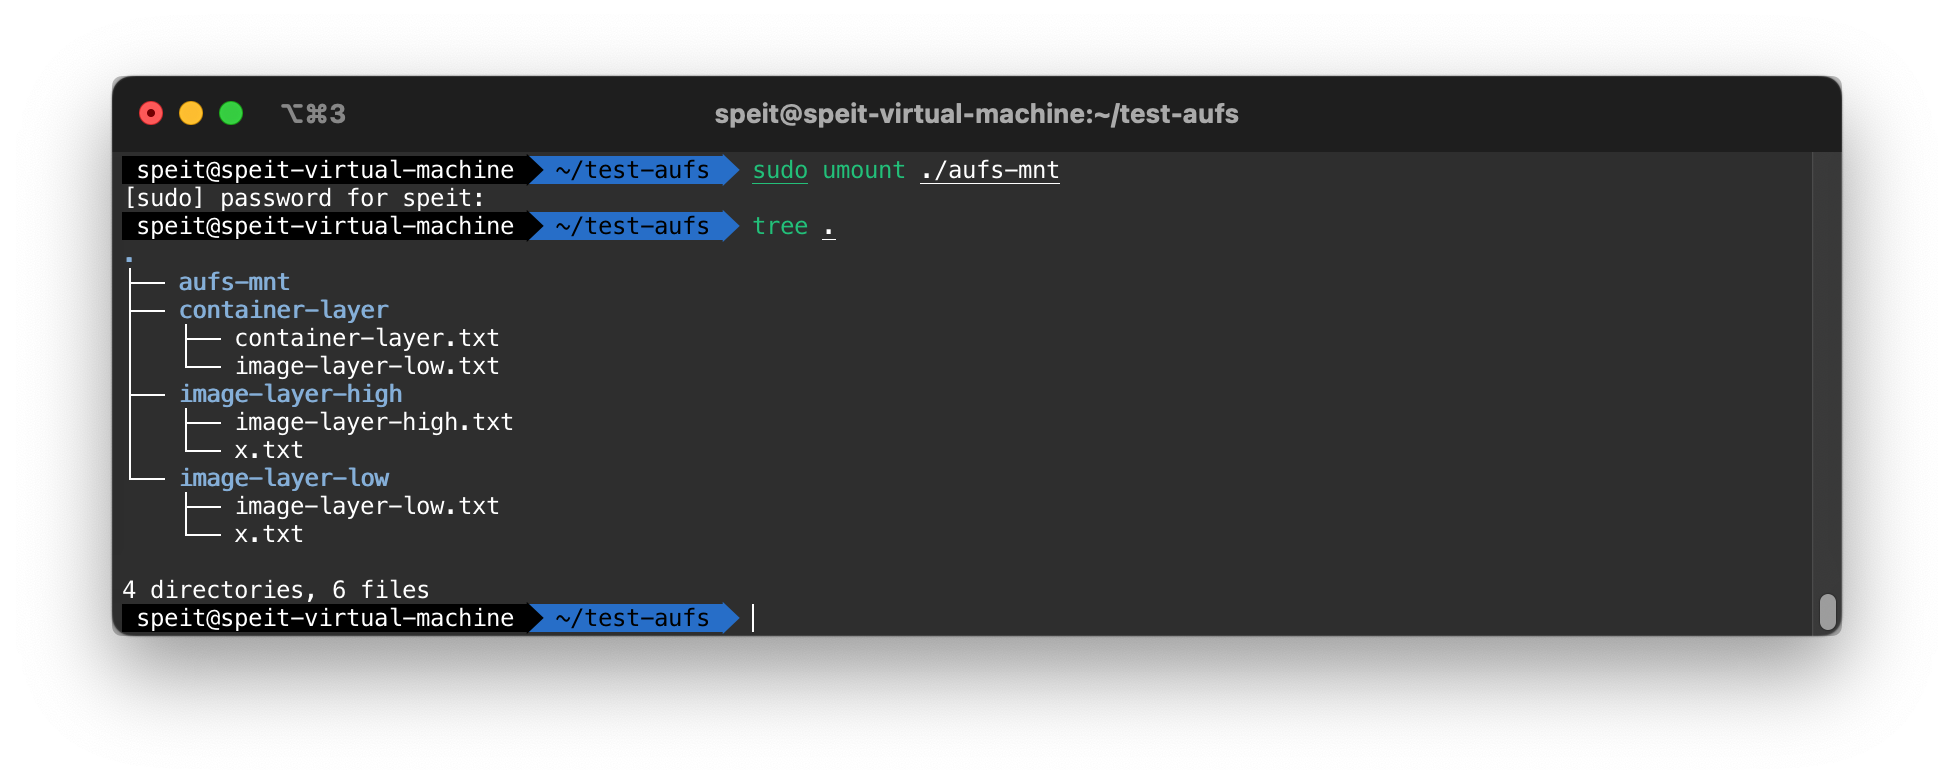 ⌥⌘3 speit@speit-virtual-machine:~/test-aufs
speit@speit-virtual-machine ~/test-aufs sudo umount ./aufs-mnt
[sudo] password for speit:
speit@speit-virtual-machine ~/test-aufs tree .
.
├── aufs-mnt
├── container-layer
│   ├── container-layer.txt
│   └── image-layer-low.txt
├── image-layer-high
│   ├── image-layer-high.txt
│   └── x.txt
└── image-layer-low
    ├── image-layer-low.txt
    └── x.txt
4 directories, 6 files
speit@speit-virtual-machine ~/test-aufs